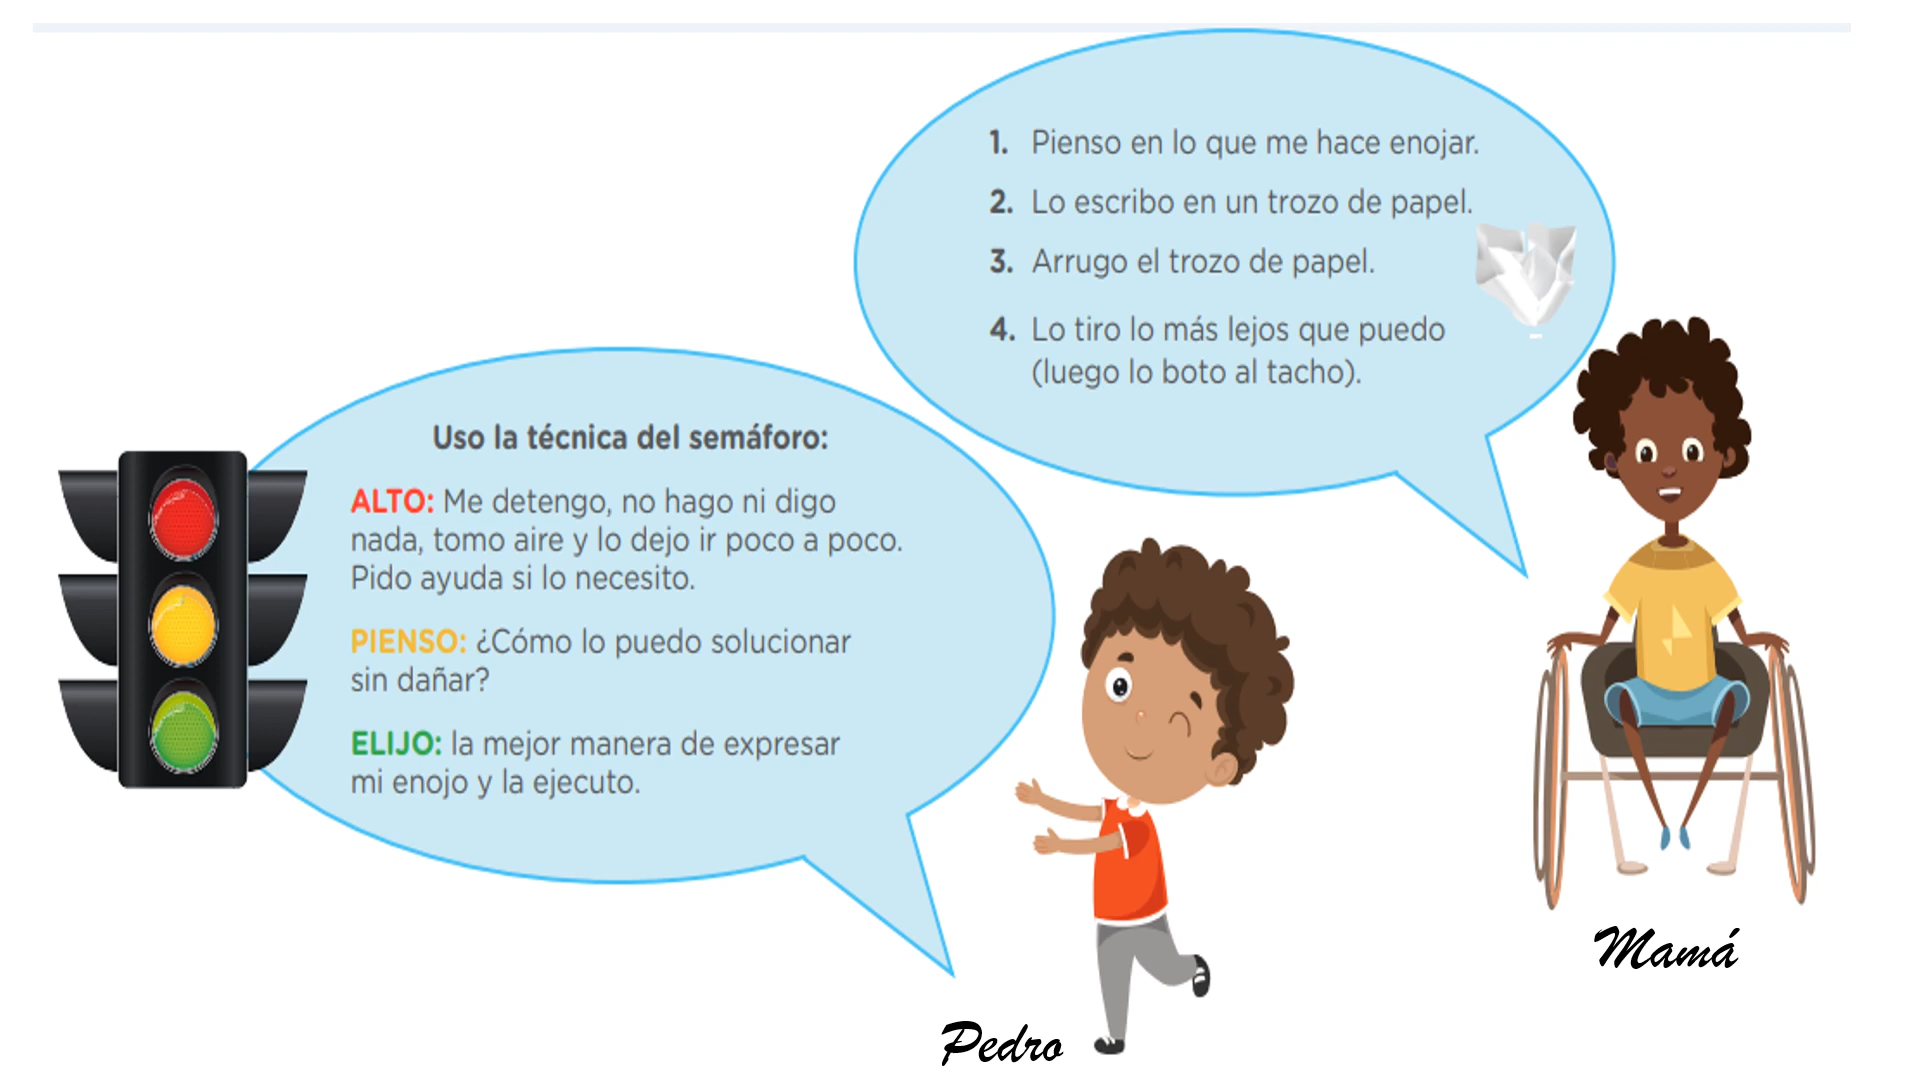 1. Pienso en lo que me hace enojar.
2. Lo escribo en un trozo de papel.
3. Arrugo el trozo de papel.
4. Lo tiro lo más lejos que puedo
(luego lo boto al tacho).
Uso la técnica del semáforo:
ALTO: Me detengo, no hago ni digo
nada, tomo aire y lo dejo ir poco a poco.
Pido ayuda si lo necesito.
PIENSO: ¿Cómo lo puedo solucionar
sin dañar?
ELIJO: la mejor manera de expresar
mi enojo y la ejecuto.
Mamá
Pedro